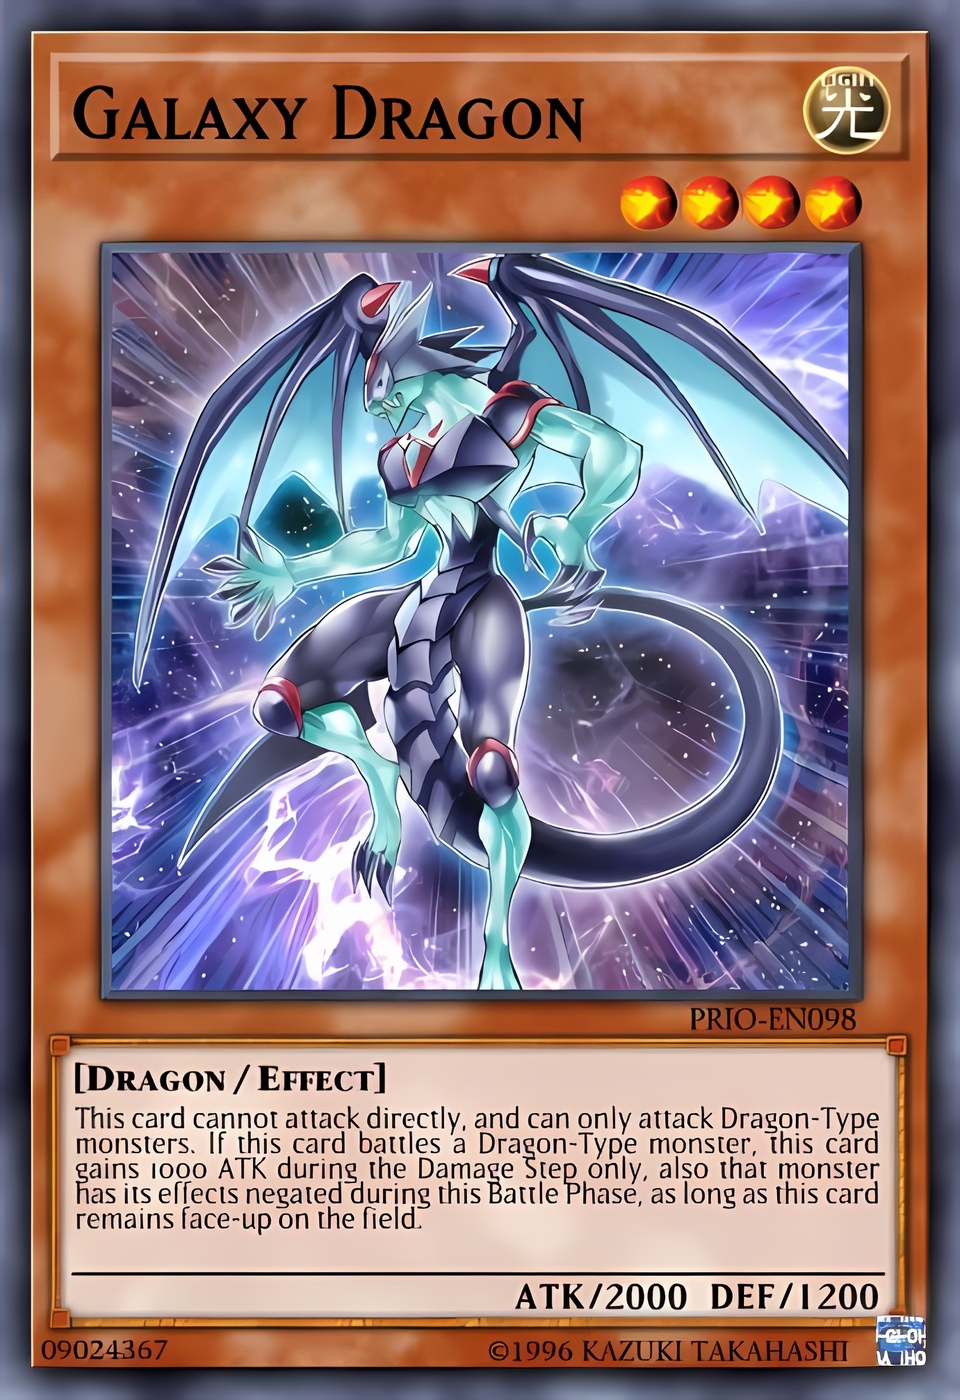 Galaxy Dragon
光
PRIO-EN098
[Dragon / Effect]
This card cannot attack directly, and can only attack Dragon-Type
monsters. If this card battles a Dragon-Type monster, this card
gains 1000 ATK during the Damage Step only, also that monster
has its effects negated during this Battle Phase, as long as this card
remains face-up on the field.
ATK/2000 DEF/1200
09024367
©1996 KAZUKI TAKAHASHI